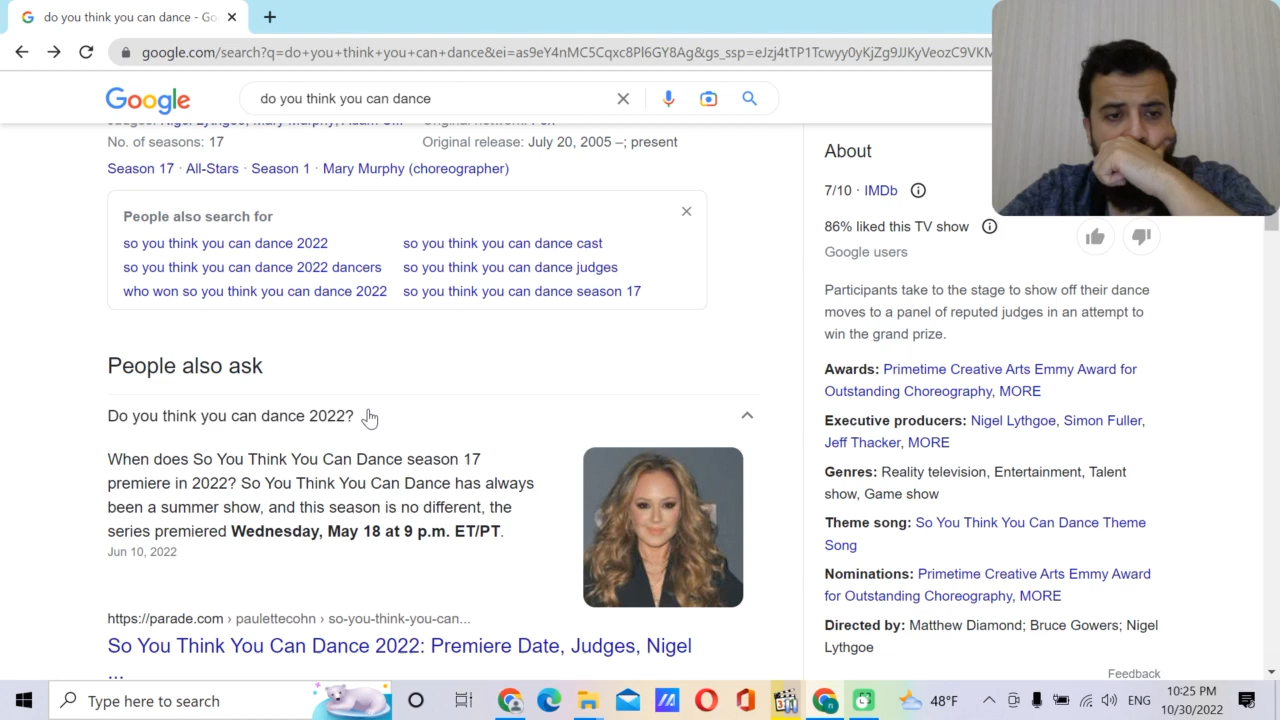 do you think you can dance - Go
google.com/search?q=do+you+think+you+can+dance&ei=as9eY4nMC5Cqxc8Pl6GY8Ag&gs_ssp=eJzj4tTP1Tcwyy0yKjZg9JJKyVeozC9VKM
Google
do you think you can dance
No. of seasons: 17
Original release: July 20, 2005 –; present
Season 17 · All-Stars · Season 1 · Mary Murphy (choreographer)
People also search for
so you think you can dance 2022
so you think you can dance cast
so you think you can dance 2022 dancers
so you think you can dance judges
who won so you think you can dance 2022
so you think you can dance season 17
People also ask
Do you think you can dance 2022?
When does So You Think You Can Dance season 17
premiere in 2022? So You Think You Can Dance has always
been a summer show, and this season is no different, the
series premiered Wednesday, May 18 at 9 p.m. ET/PT.
Jun 10, 2022
https://parade.com › paulettecohn › so-you-think-you-can...
So You Think You Can Dance 2022: Premiere Date, Judges, Nigel
...
About
7/10 · IMDb
86% liked this TV show
Google users
Participants take to the stage to show off their dance
moves to a panel of reputed judges in an attempt to
win the grand prize.
Awards: Primetime Creative Arts Emmy Award for
Outstanding Choreography, MORE
Executive producers: Nigel Lythgoe, Simon Fuller,
Jeff Thacker, MORE
Genres: Reality television, Entertainment, Talent
show, Game show
Theme song: So You Think You Can Dance Theme
Song
Nominations: Primetime Creative Arts Emmy Award
for Outstanding Choreography, MORE
Directed by: Matthew Diamond; Bruce Gowers; Nigel
Lythgoe
Feedback
Type here to search
48°F
ENG
10:25 PM
10/30/2022